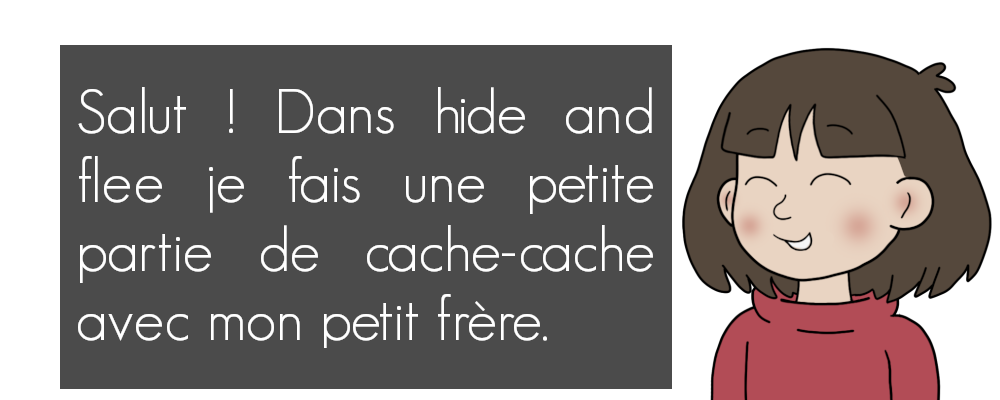 Salut ! Dans hide and
flee je fais une petite
partie de cache-cache
avec mon petit frère.